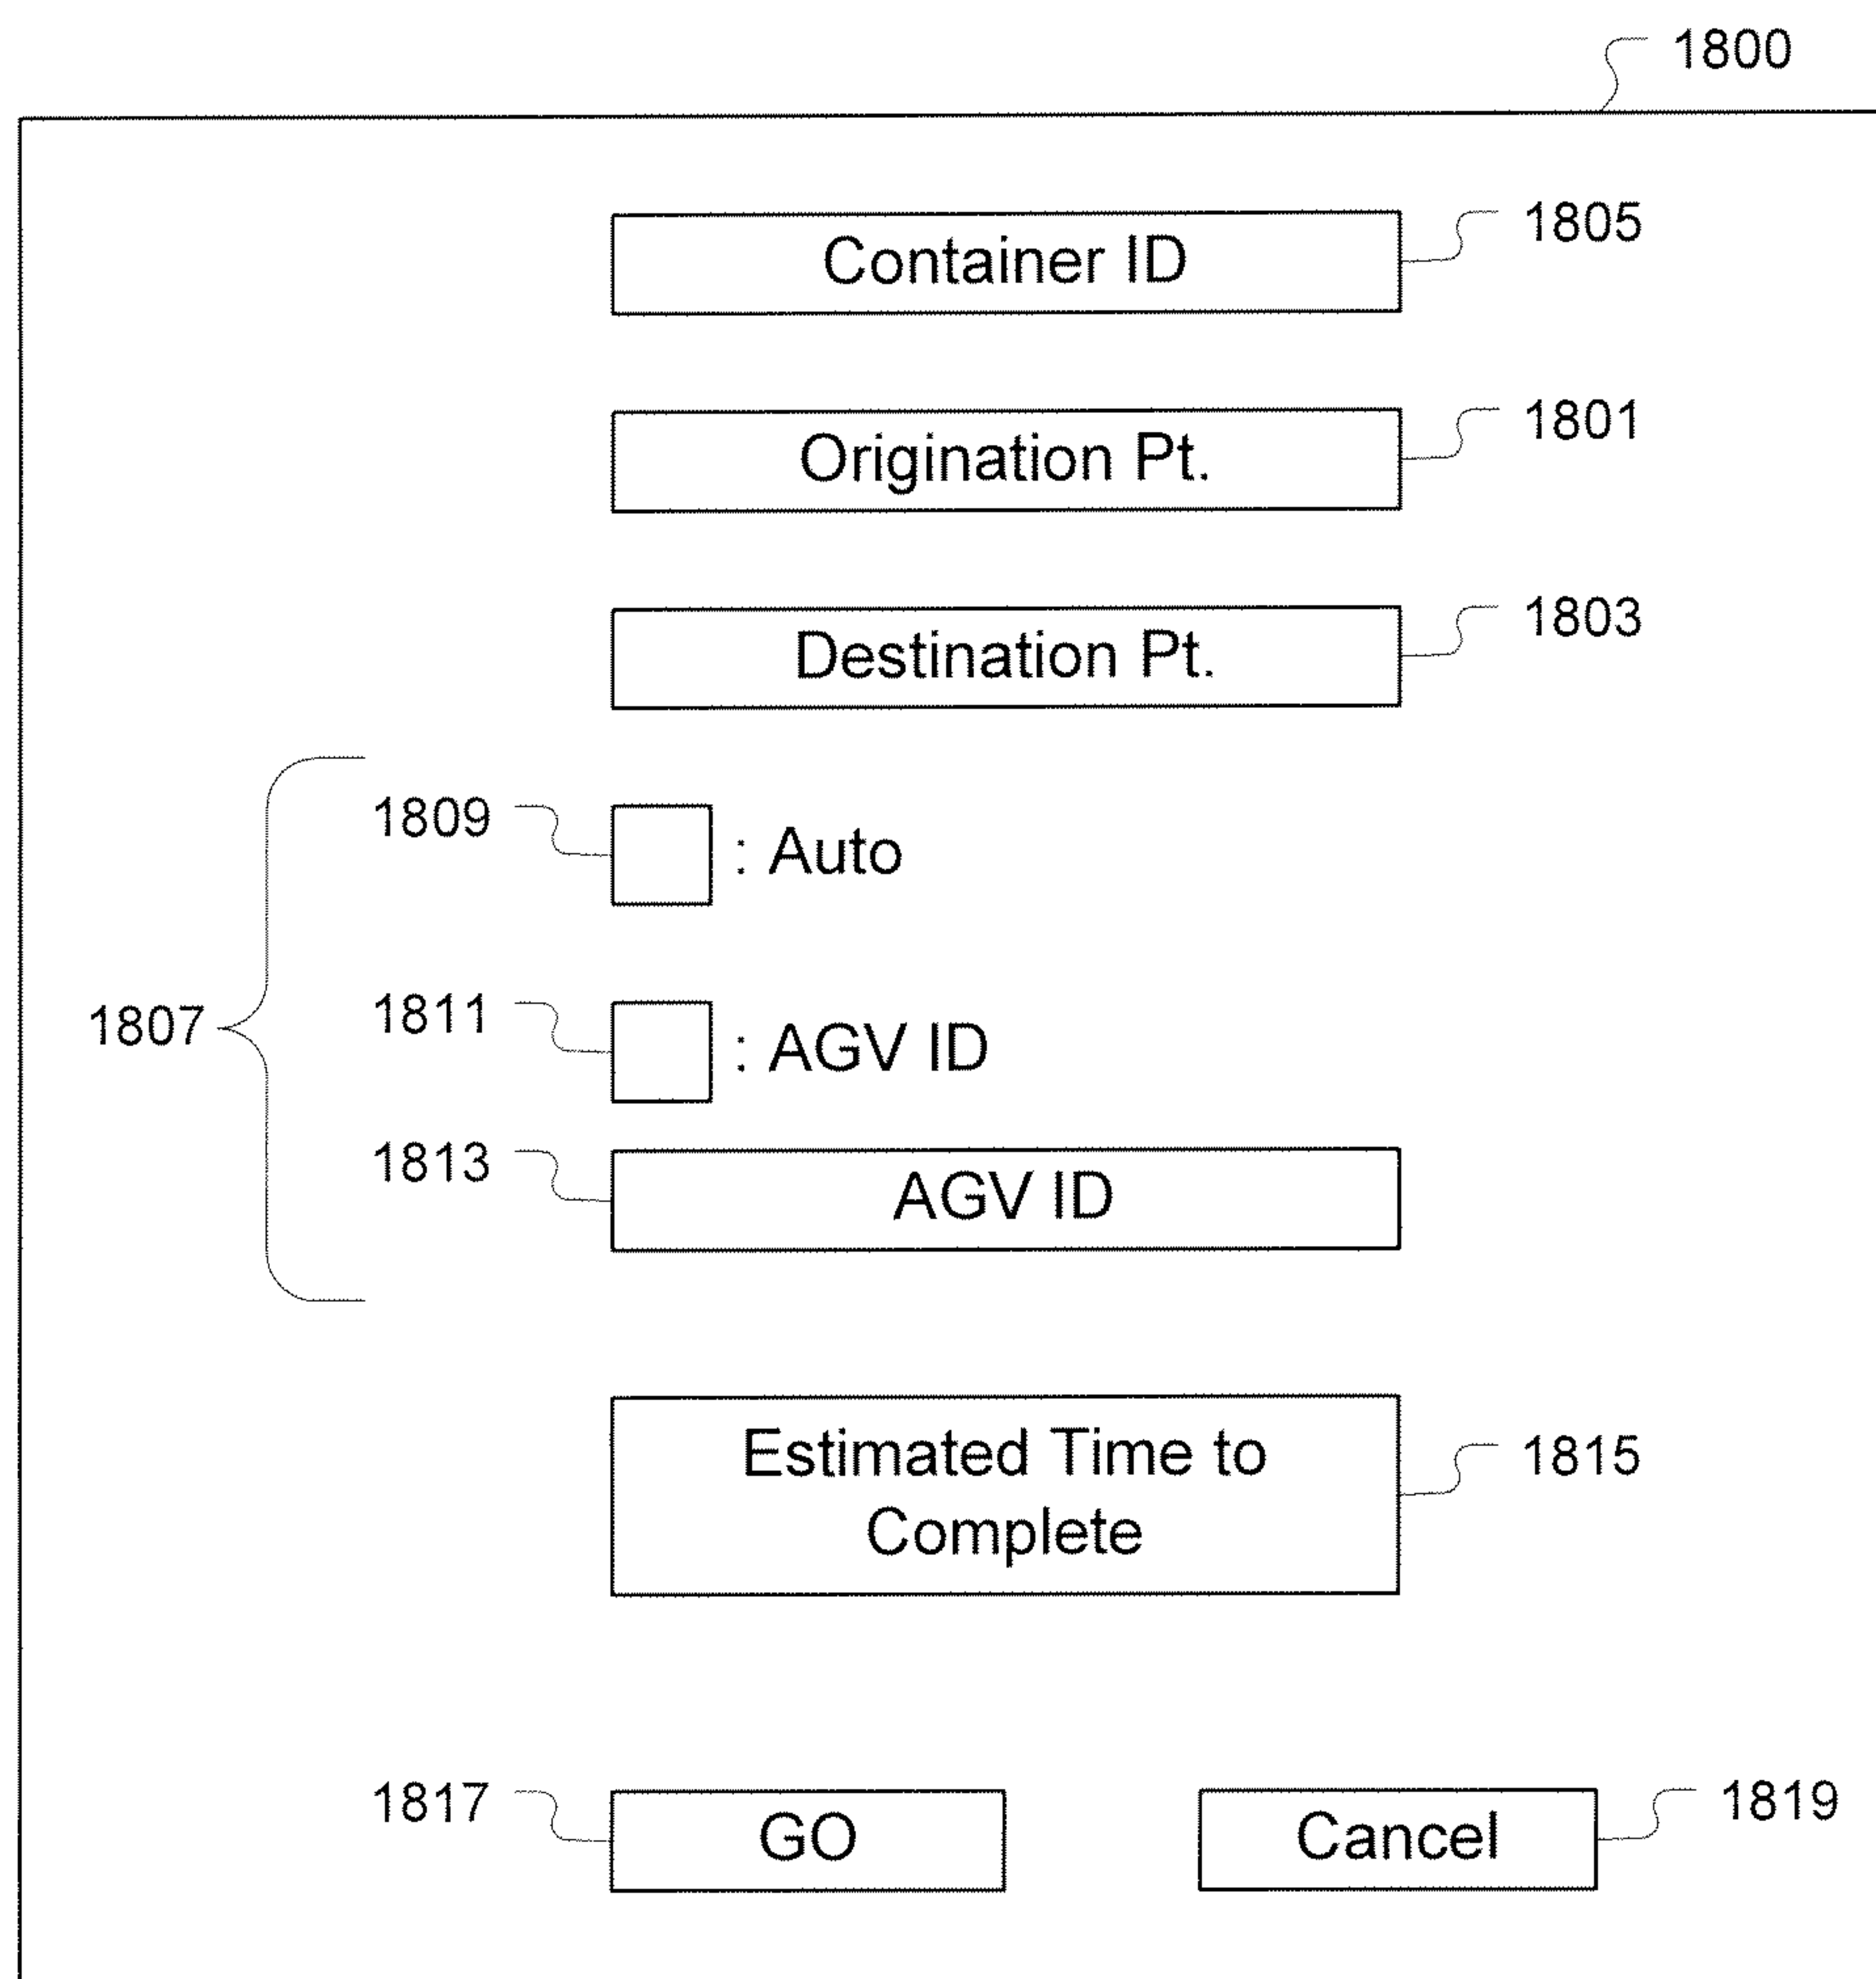 1800
Container ID
1805
Origination Pt.
1801
Destination Pt.
1803
1809
: Auto
1807
1811
: AGV ID
1813
AGV ID
Estimated Time to
Complete
1815
1817
GO
Cancel
1819